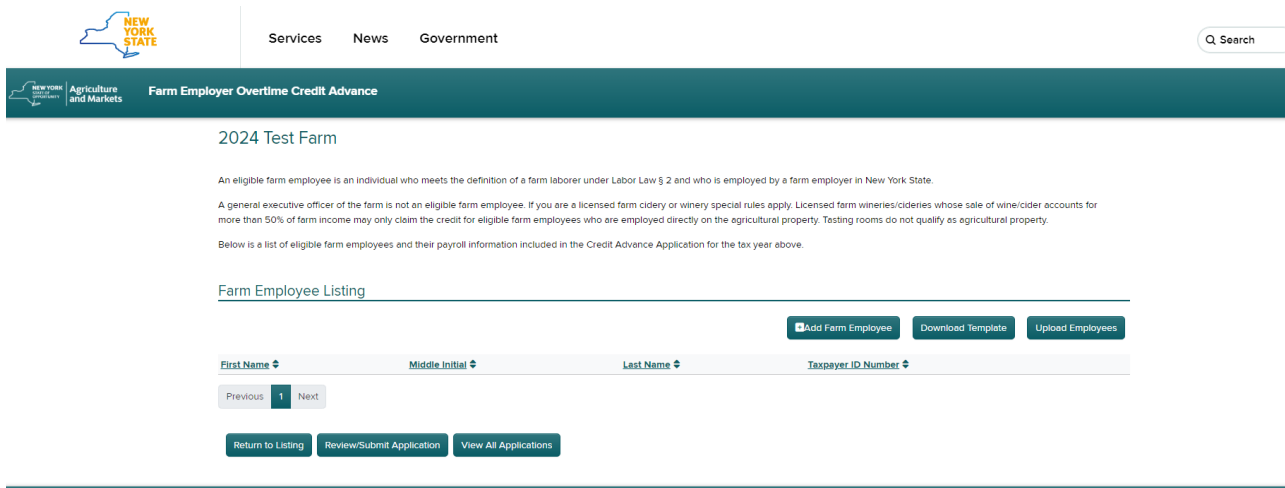 NEW
YORK
STATE
Services News Government
Search
NEW YORK
STATE OF
OPPORTUNITY
Agriculture
and Markets
Farm Employer Overtime Credit Advance
2024 Test Farm
An eligible farm employee is an individual who meets the definition of a farm laborer under Labor Law § 2 and who is employed by a farm employer in New York State.
A general executive officer of the farm is not an eligible farm employee. If you are a licensed farm cidery or winery special rules apply. Licensed farm wineries/cideries whose sale of wine/cider accounts for
more than 50% of farm income may only claim the credit for eligible farm employees who are employed directly on the agricultural property. Tasting rooms do not qualify as agricultural property.
Below is a list of eligible farm employees and their payroll information included in the Credit Advance Application for the tax year above.
Farm Employee Listing
Add Farm Employee Download Template Upload Employees
First Name Middle Initial Last Name Taxpayer ID Number
Previous 1 Next
Return to Listing Review/Submit Application View All Applications